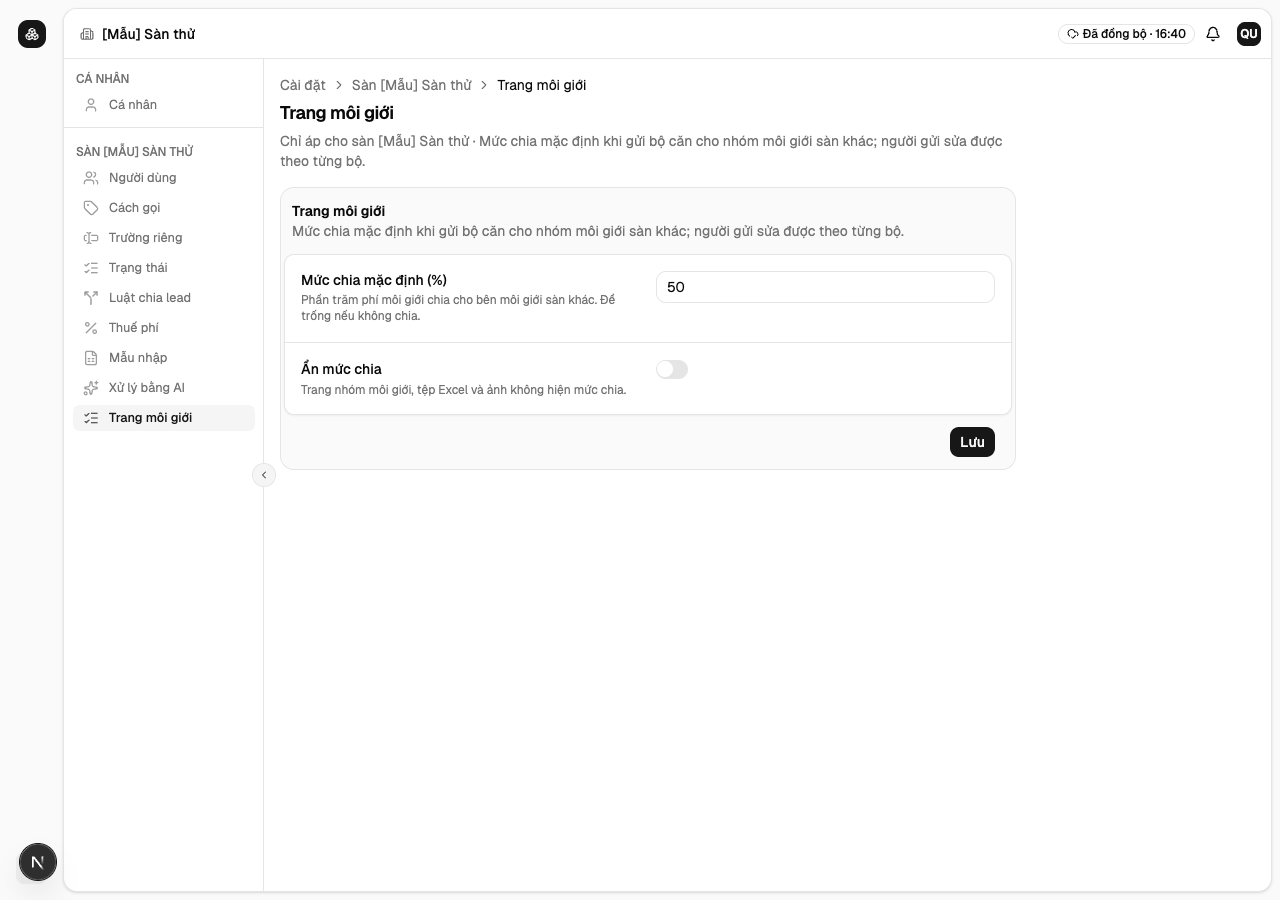 [Mẫu] Sàn thử
Đã đồng bộ · 16:40
QU
CÁ NHÂN
Cá nhân
SÀN [MẪU] SÀN THỬ
Người dùng
Cách gọi
Trường riêng
Trạng thái
Luật chia lead
Thuế phí
Mẫu nhập
Xử lý bằng AI
Trang môi giới
Cài đặt > Sàn [Mẫu] Sàn thử > Trang môi giới
Trang môi giới
Chỉ áp cho sàn [Mẫu] Sàn thử · Mức chia mặc định khi gửi bộ căn cho nhóm môi giới sàn khác; người gửi sửa được
theo từng bộ.
Trang môi giới
Mức chia mặc định khi gửi bộ căn cho nhóm môi giới sàn khác; người gửi sửa được theo từng bộ.
Mức chia mặc định (%)
50
Phần trăm phí môi giới chia cho bên môi giới sàn khác. Để
trống nếu không chia.
Ẩn mức chia
Trang nhóm môi giới, tệp Excel và ảnh không hiện mức chia.
Lưu
N